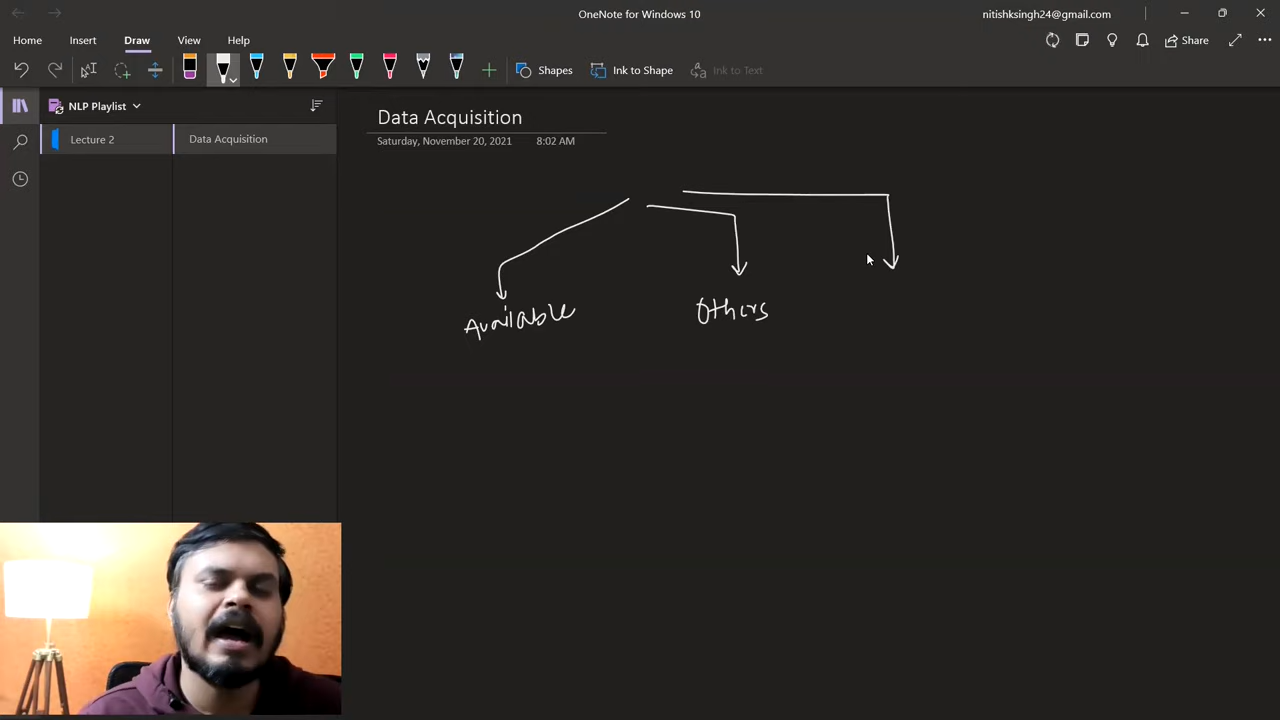 OneNote for Windows 10
nitishksingh24@gmail.com
Home Insert Draw View Help
Share
Shapes Ink to Shape Ink to Text
NLP Playlist
Lecture 2
Data Acquisition
Data Acquisition
Saturday, November 20, 2021 8:02 AM
Available
Others